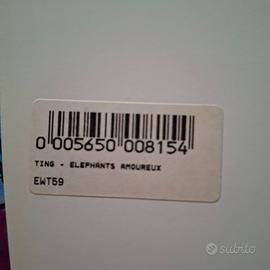 0 005650 008154
TING - ELEPHANTS AMOUREUX
EWT59
subito